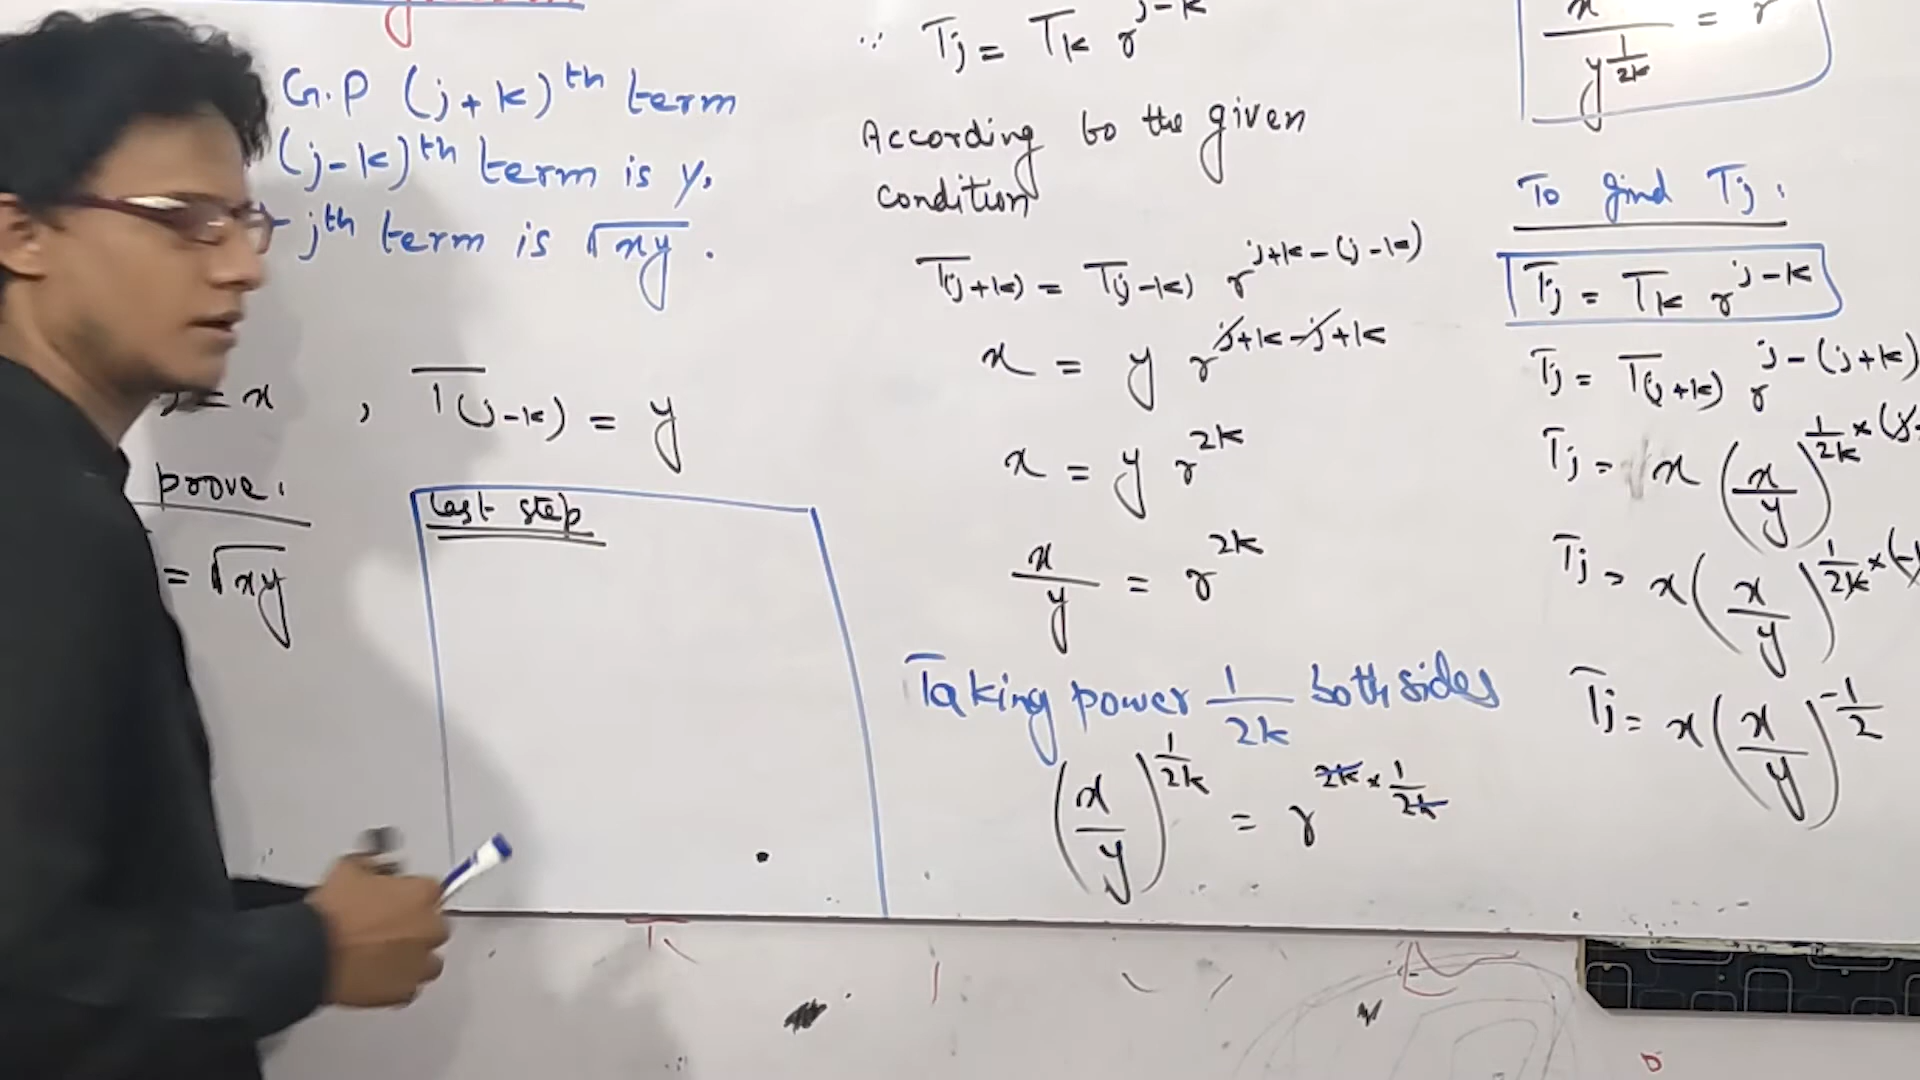 G.P (j+k)th term
(j-k)th term is y.
jth term is √xy.
= x , T(j-k) = y
prove.
= √xy
Last step
∵ Tj = Tk r^j-k
According to the given
condition
T(j+k) = T(j-k) r^j+k-(j-k)
x = y r^j+k-j+k
x = y r^2k
x/y = r^2k
Taking power 1/2k both sides
(x/y)^1/2k = r^2k × 1/2k
x/y^1/2k = r
To find Tj.
Tj = Tk r^j-k
Tj = T(j+k) r^j-(j+k)
Tj = x (x/y)^1/2k × (j-
Tj = x (x/y)^1/2k × (-k
Tj = x (x/y)^-1/2